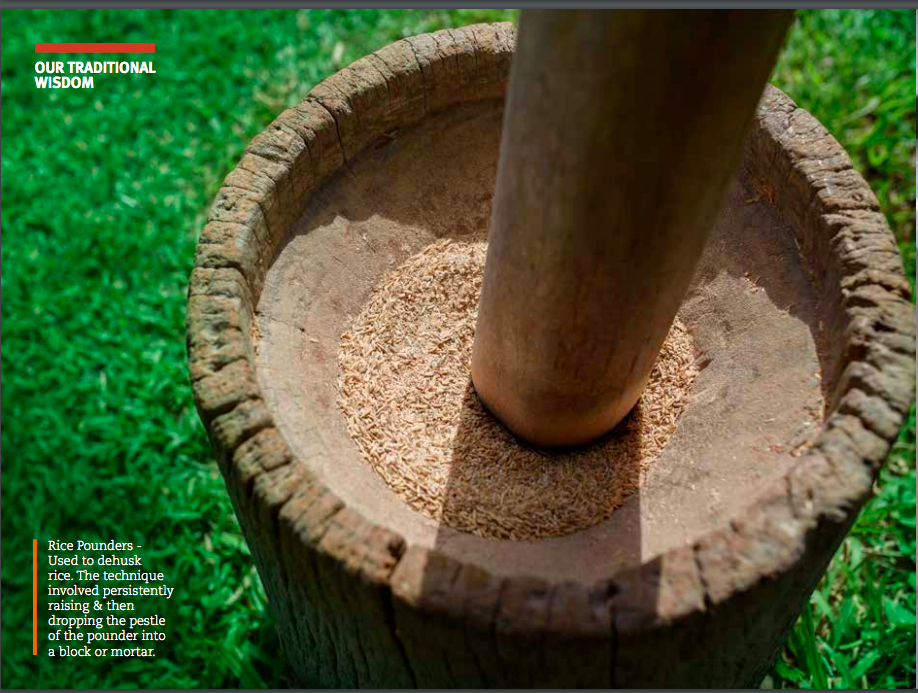 OUR TRADITIONAL
WISDOM
Rice Pounders -
Used to dehusk
rice. The technique
involved persistently
raising & then
dropping the pestle
of the pounder into
a block or mortar.